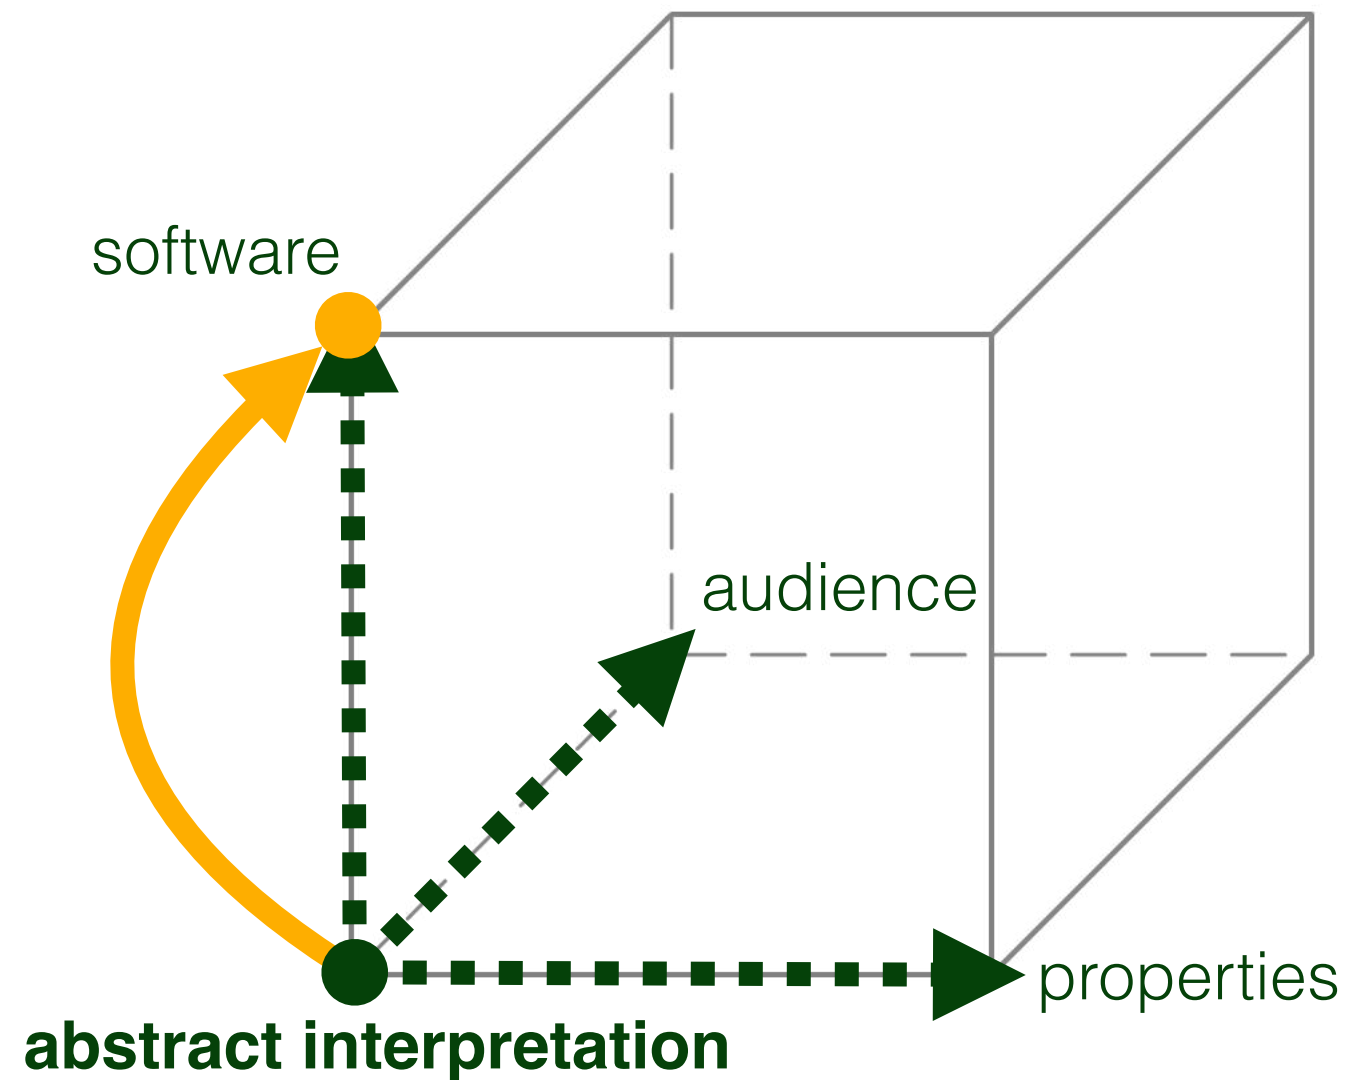 software
audience
properties
abstract interpretation